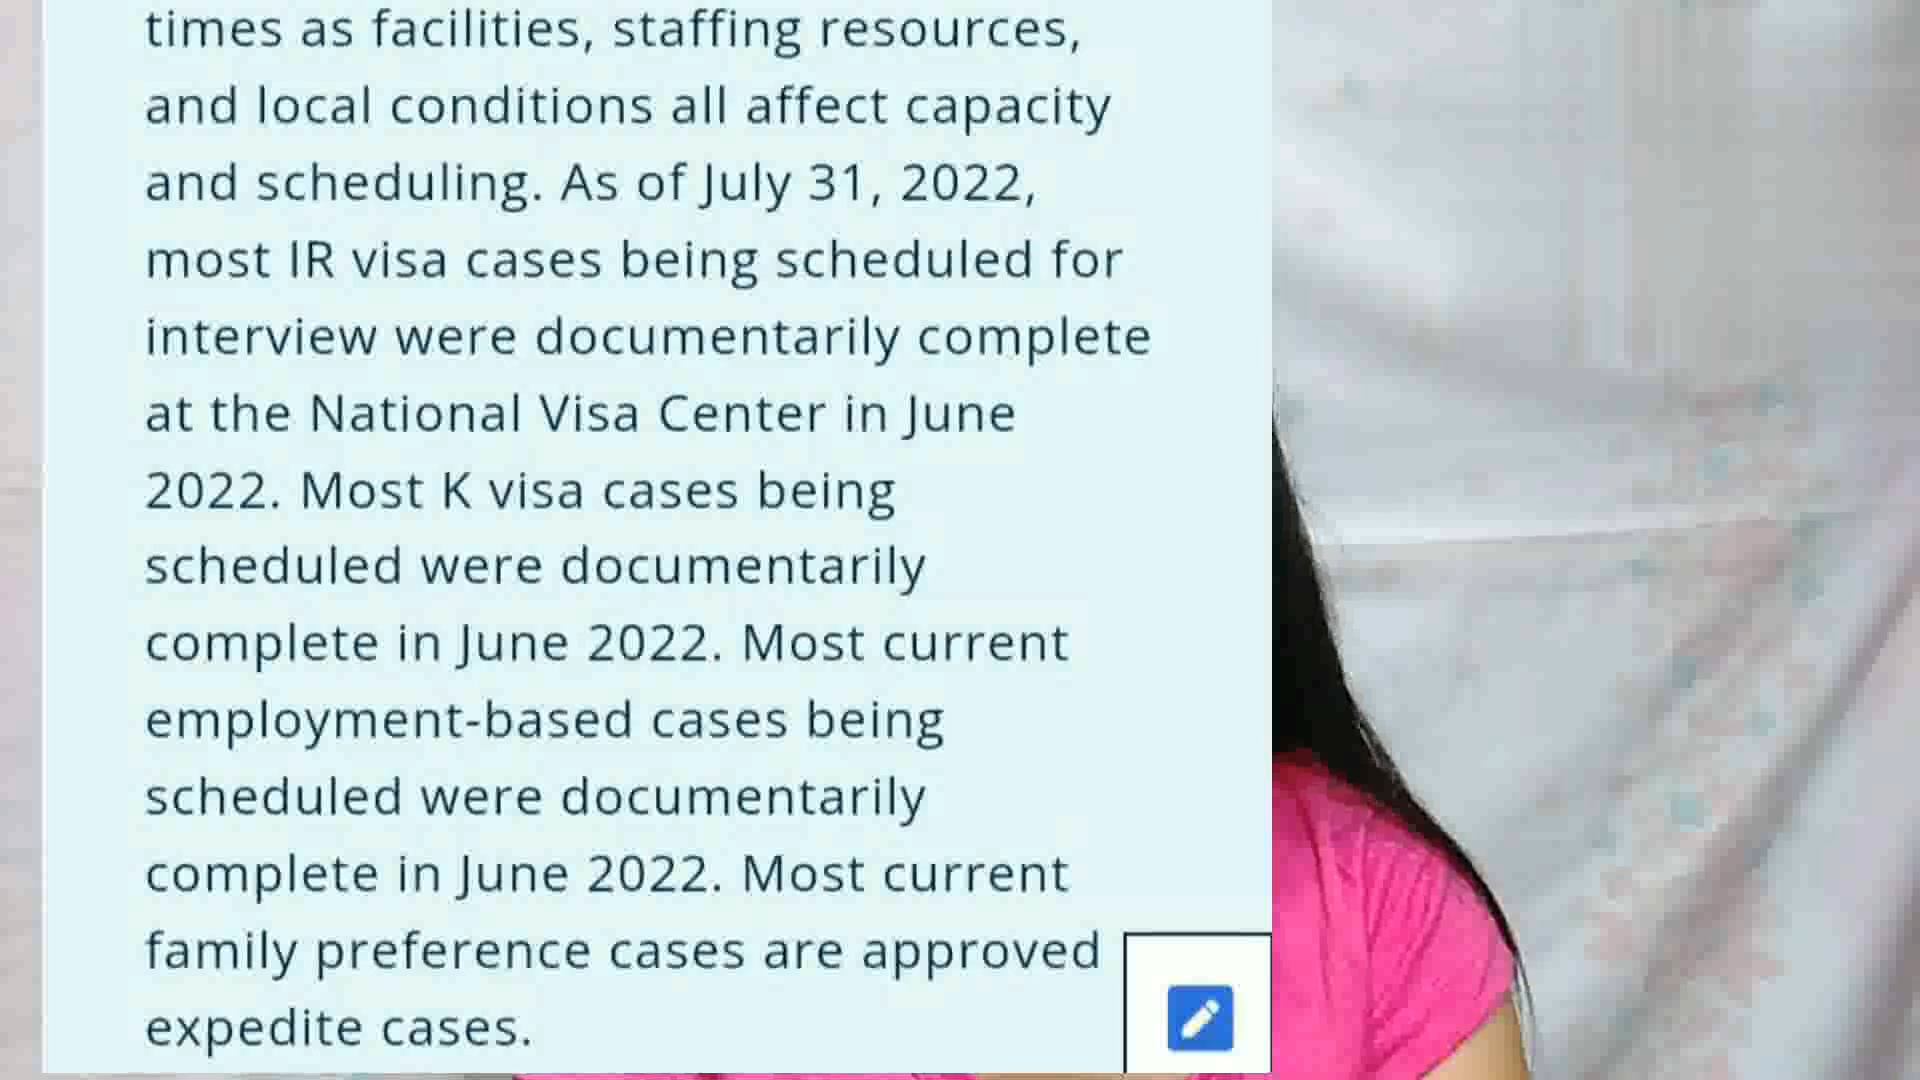 times as facilities, staffing resources,
and local conditions all affect capacity
and scheduling. As of July 31, 2022,
most IR visa cases being scheduled for
interview were documentarily complete
at the National Visa Center in June
2022. Most K visa cases being
scheduled were documentarily
complete in June 2022. Most current
employment-based cases being
scheduled were documentarily
complete in June 2022. Most current
family preference cases are approved
expedite cases.